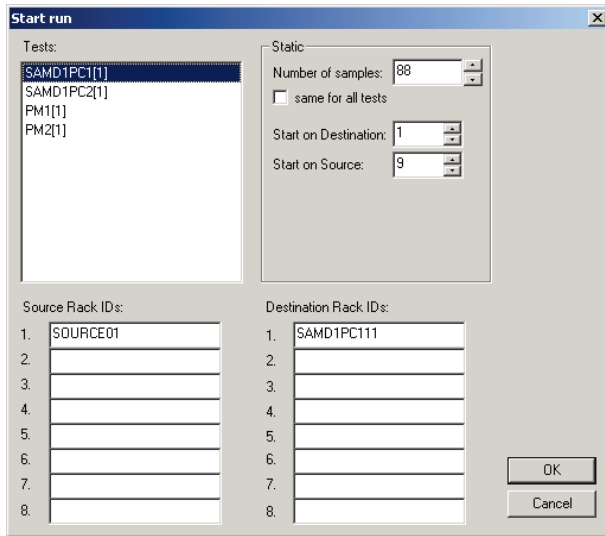 Start run
Tests:
SAMD1PC1[1]
SAMD1PC2[1]
PM1[1]
PM2[1]
Static
Number of samples: 88
same for all tests
Start on Destination: 1
Start on Source: 9
Source Rack IDs:
1. SOURCE01
2.
3.
4.
5.
6.
7.
8.
Destination Rack IDs:
1. SAMD1PC111
2.
3.
4.
5.
6.
7.
8.
OK
Cancel